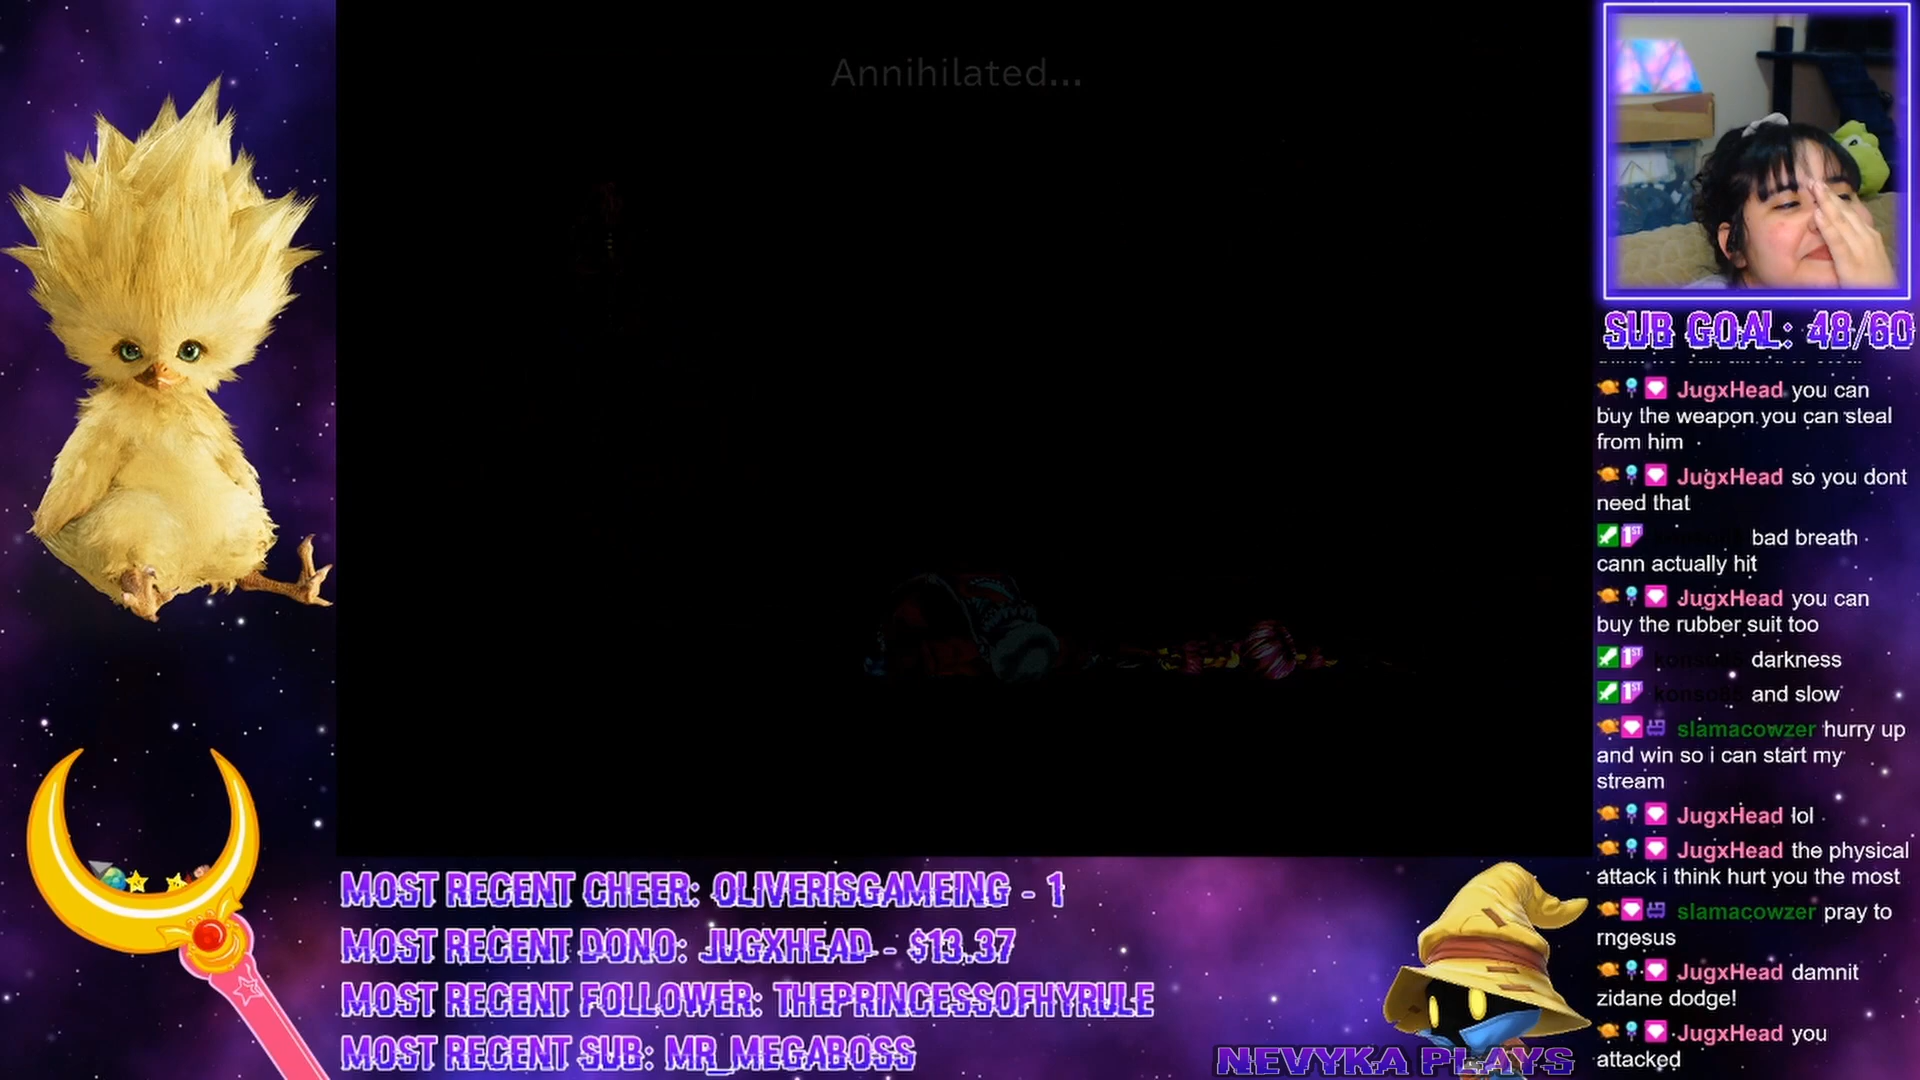 Annihilated...
SUB GOAL: 48/60
JugxHead you can
buy the weapon you can steal
from him
JugxHead so you dont
need that
1ST bad breath
cann actually hit
JugxHead you can
buy the rubber suit too
1ST darkness
1ST and slow
slamacowzer hurry up
and win so i can start my
stream
JugxHead lol
JugxHead the physical
attack i think hurt you the most
slamacowzer pray to
rngesus
JugxHead damnit
zidane dodge!
JugxHead you
attacked
MOST RECENT CHEER: OLIVERISGAMEING - 1
MOST RECENT DONO: JUGXHEAD - $13.37
MOST RECENT FOLLOWER: THEPRINCESSOFHYRULE
MOST RECENT SUB: MR_MEGABOSS
NEVYKA PLAYS